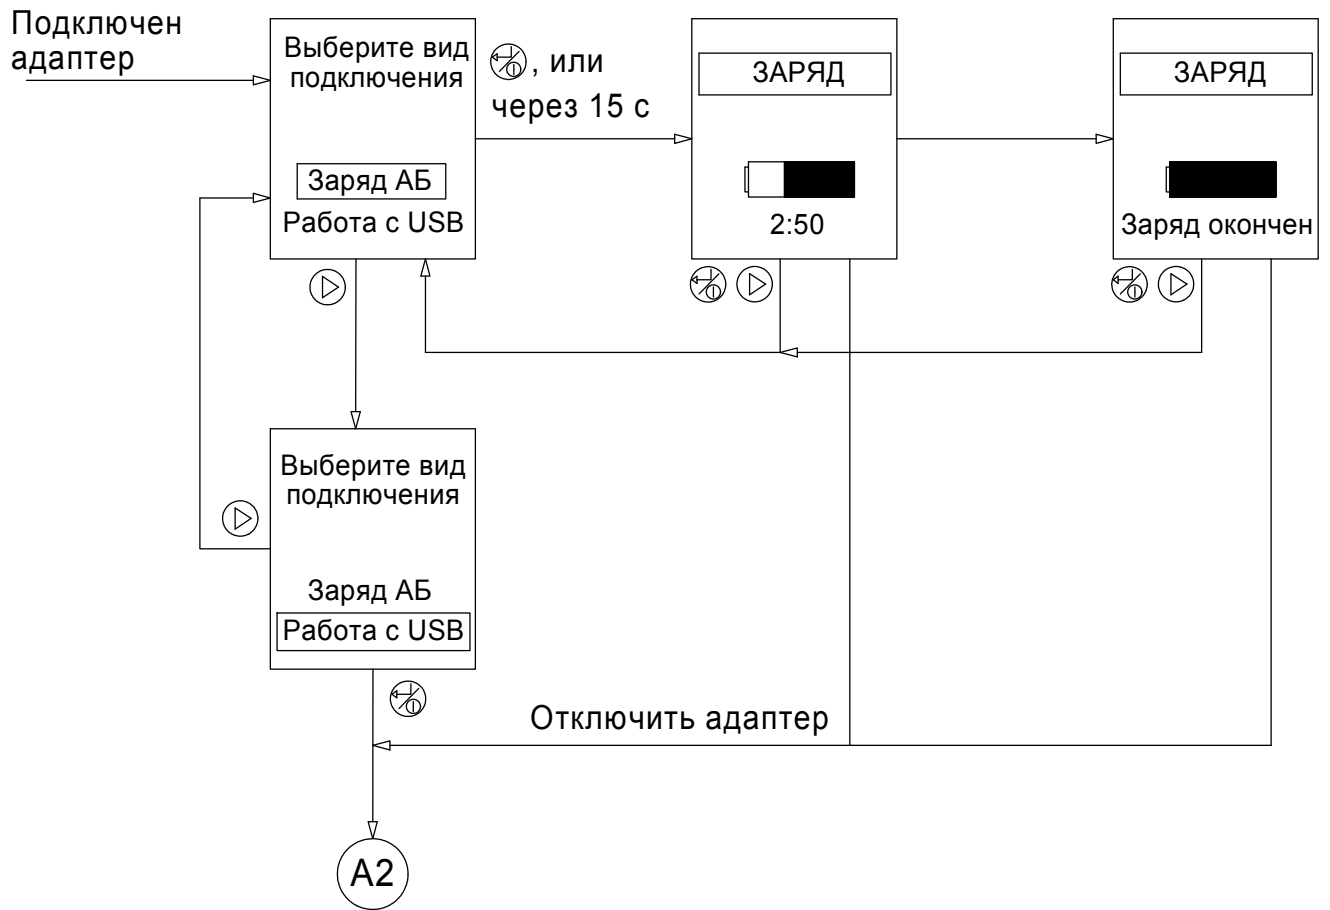 Подключен
адаптер
Выберите вид
подключения
Заряд АБ
Работа с USB
, или
через 15 с
ЗАРЯД
2:50
ЗАРЯД
Заряд окончен
Выберите вид
подключения
Заряд АБ
Работа с USB
Отключить адаптер
А2